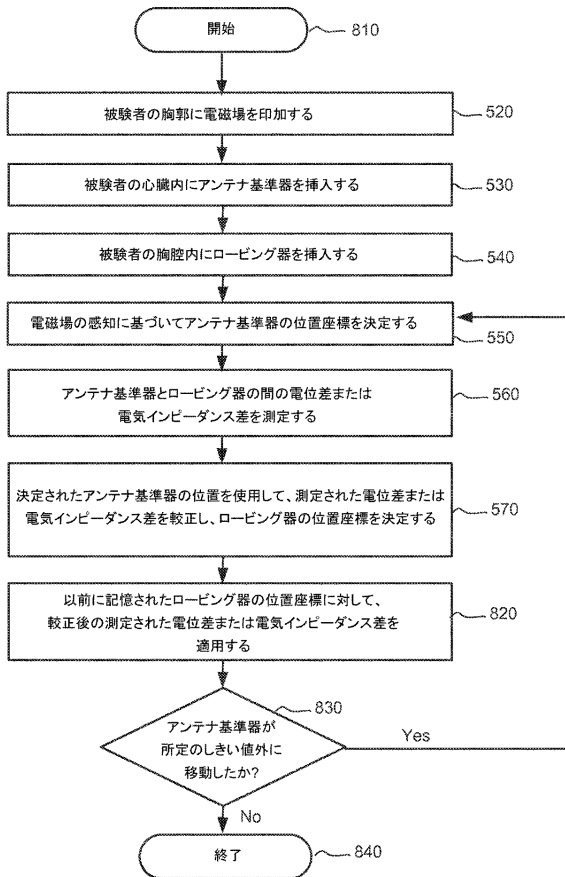 開始
810
被験者の胸郭に電磁場を印加する
520
被験者の心臓内にアンテナ基準器を挿入する
530
被験者の胸腔内にロービング器を挿入する
540
電磁場の感知に基づいてアンテナ基準器の位置座標を決定する
550
アンテナ基準器とロービング器の間の電位差または
電気インピーダンス差を測定する
560
決定されたアンテナ基準器の位置を使用して、測定された電位差または
電気インピーダンス差を較正し、ロービング器の位置座標を決定する
570
以前に記憶されたロービング器の位置座標に対して、
較正後の測定された電位差または電気インピーダンス差を
適用する
820
830
アンテナ基準器が
所定のしきい値外に
移動したか?
Yes
No
終了
840